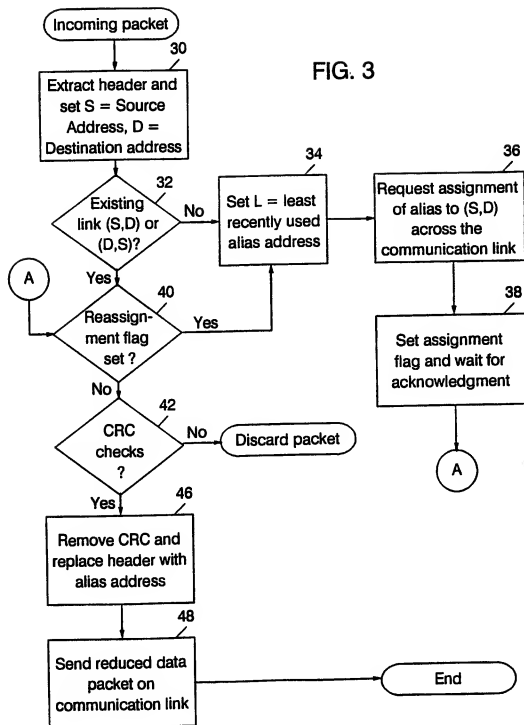 Incoming packet
FIG. 3
30
Extract header and
set S = Source
Address, D =
Destination address
32
Existing
link (S,D) or
(D,S)?
No
Yes
34
Set L = least
recently used
alias address
36
Request assignment
of alias to (S,D)
across the
communication link
38
Set assignment
flag and wait for
acknowledgment
A
A
40
Reassign-
ment flag
set ?
Yes
No
42
CRC
checks
?
No
Discard packet
Yes
46
Remove CRC and
replace header with
alias address
48
Send reduced data
packet on
communication link
End